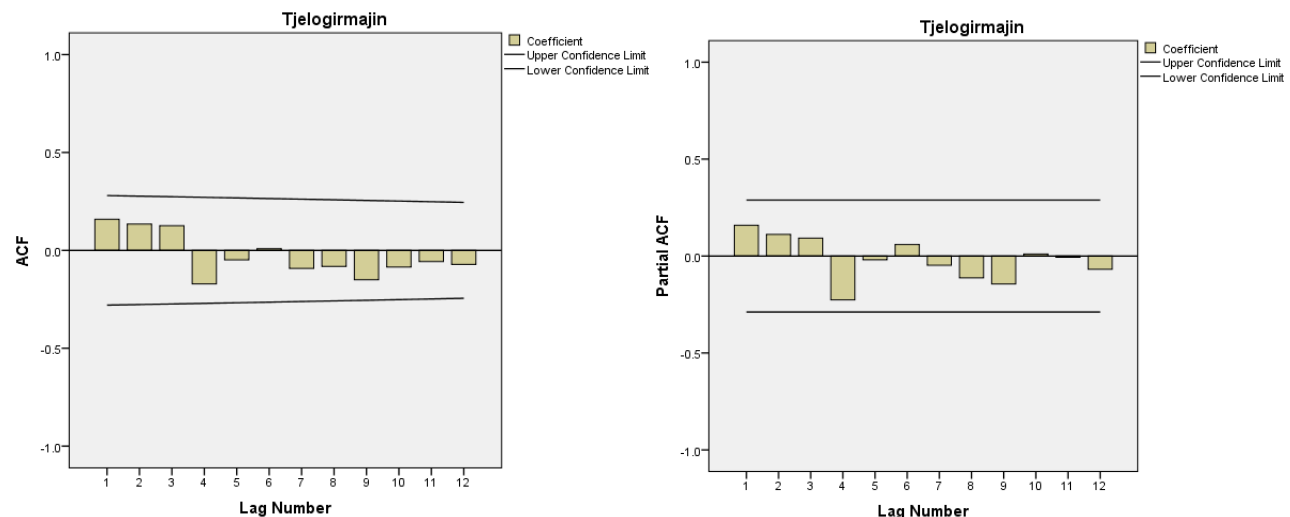 Tjelogirmajin
Coefficient
Upper Confidence Limit
Lower Confidence Limit
1.0
0.5
0.0
-0.5
-1.0
ACF
1 2 3 4 5 6 7 8 9 10 11 12
Lag Number
Tjelogirmajin
Coefficient
Upper Confidence Limit
Lower Confidence Limit
1.0
0.5
0.0
-0.5
-1.0
Partial ACF
1 2 3 4 5 6 7 8 9 10 11 12
Lag Number